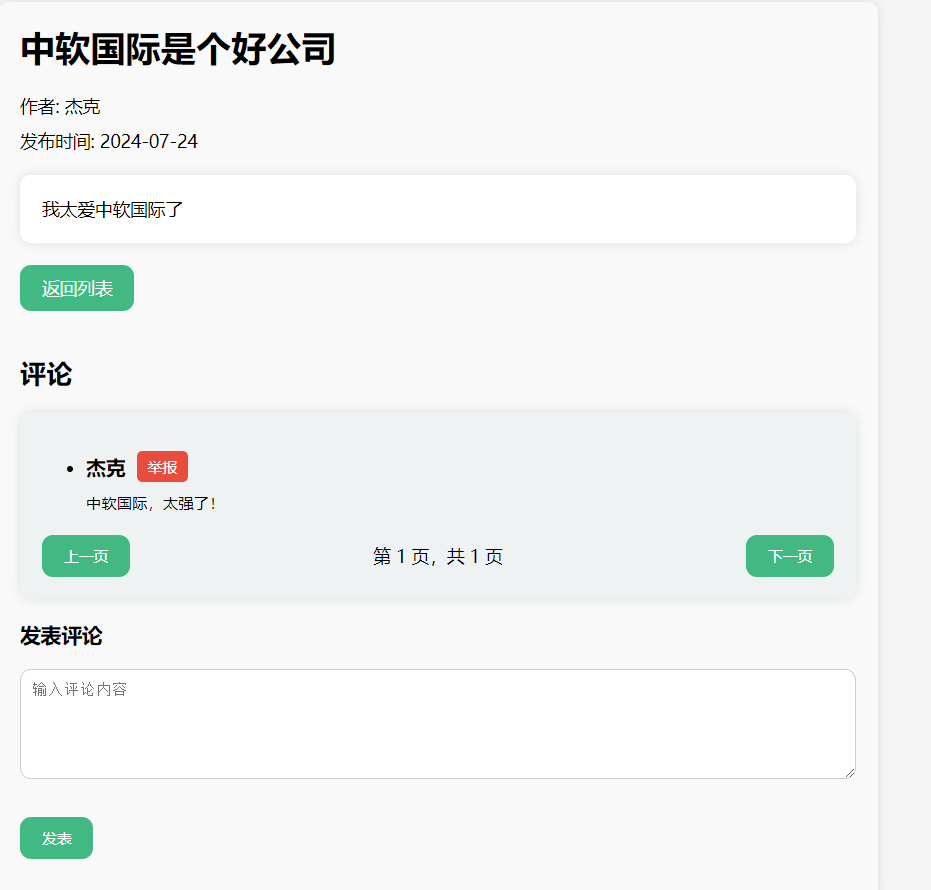 中软国际是个好公司
作者: 杰克
发布时间: 2024-07-24
我太爱中软国际了
返回列表
评论
杰克 举报
中软国际，太强了！
上一页 第 1 页，共 1 页 下一页
发表评论
输入评论内容
发表